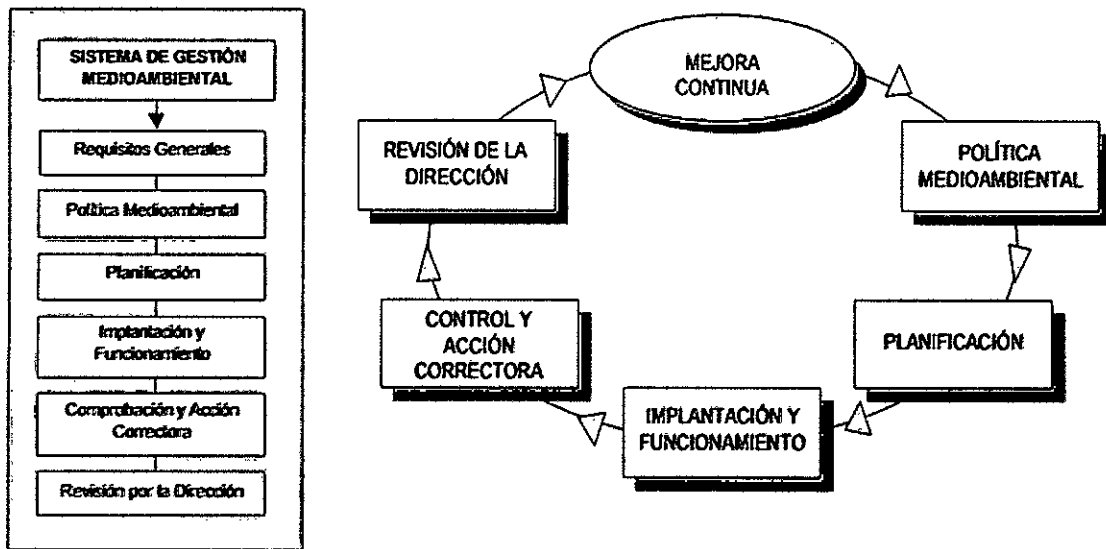 SISTEMA DE GESTIÓN
MEDIOAMBIENTAL
Requisitos Generales
Política Medioambiental
Planificación
Implantación y
Funcionamiento
Comprobación y Acción
Correctora
Revisión por la Dirección
MEJORA
CONTINUA
POLÍTICA
MEDIOAMBIENTAL
PLANIFICACIÓN
IMPLANTACIÓN Y
FUNCIONAMIENTO
CONTROL Y
ACCIÓN
CORRECTORA
REVISIÓN DE LA
DIRECCIÓN